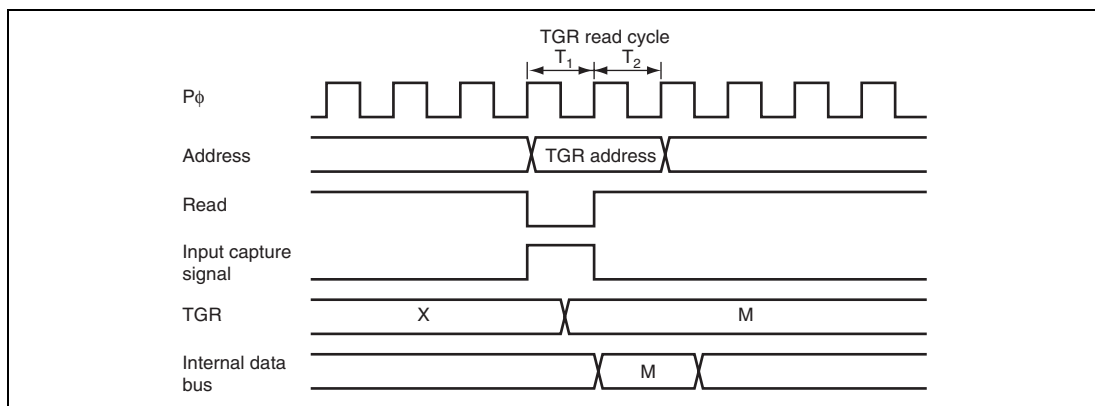 TGR read cycle
T1 T2
Pϕ
Address
TGR address
Read
Input capture
signal
TGR
X
M
Internal data
bus
M